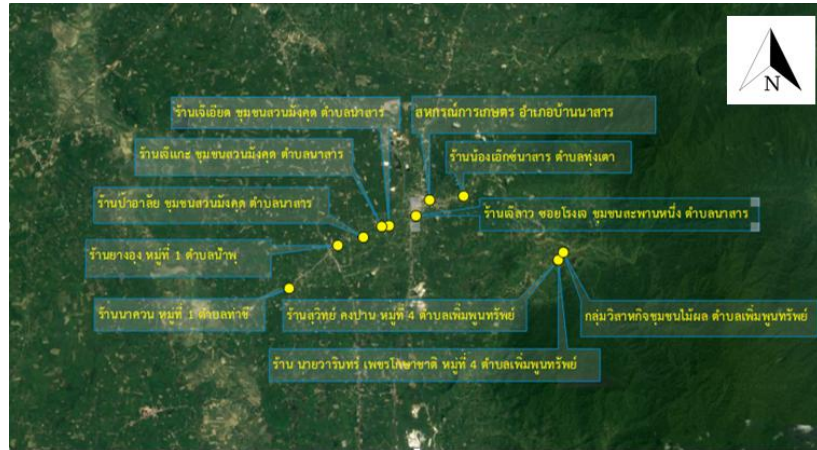 N
ร้านเจ๊เอียด ชุมชนสวนมังคุด ตำบลนาสาร
สหกรณ์การเกษตร อำเภอบ้านนาสาร
ร้านเจ๊แกะ ชุมชนสวนมังคุด ตำบลนาสาร
ร้านน้องเอ็กซ์นาสาร ตำบลทุ่งเตา
ร้านป้าอาลัย ชุมชนสวนมังคุด ตำบลนาสาร
ร้านเจ๊ลาว ซอยโรงเจ ชุมชนสะพานหนึ่ง ตำบลนาสาร
ร้านยางอุง หมู่ที่ 1 ตำบลน้ำพุ
ร้านนาควน หมู่ที่ 1 ตำบลท่าชี
ร้านสุวิทย์ คงปาน หมู่ที่ 4 ตำบลเพิ่มพูนทรัพย์
กลุ่มวิสาหกิจชุมชนไม้ผล ตำบลเพิ่มพูนทรัพย์
ร้าน นายวารินทร์ เพชรโกษาชาติ หมู่ที่ 4 ตำบลเพิ่มพูนทรัพย์